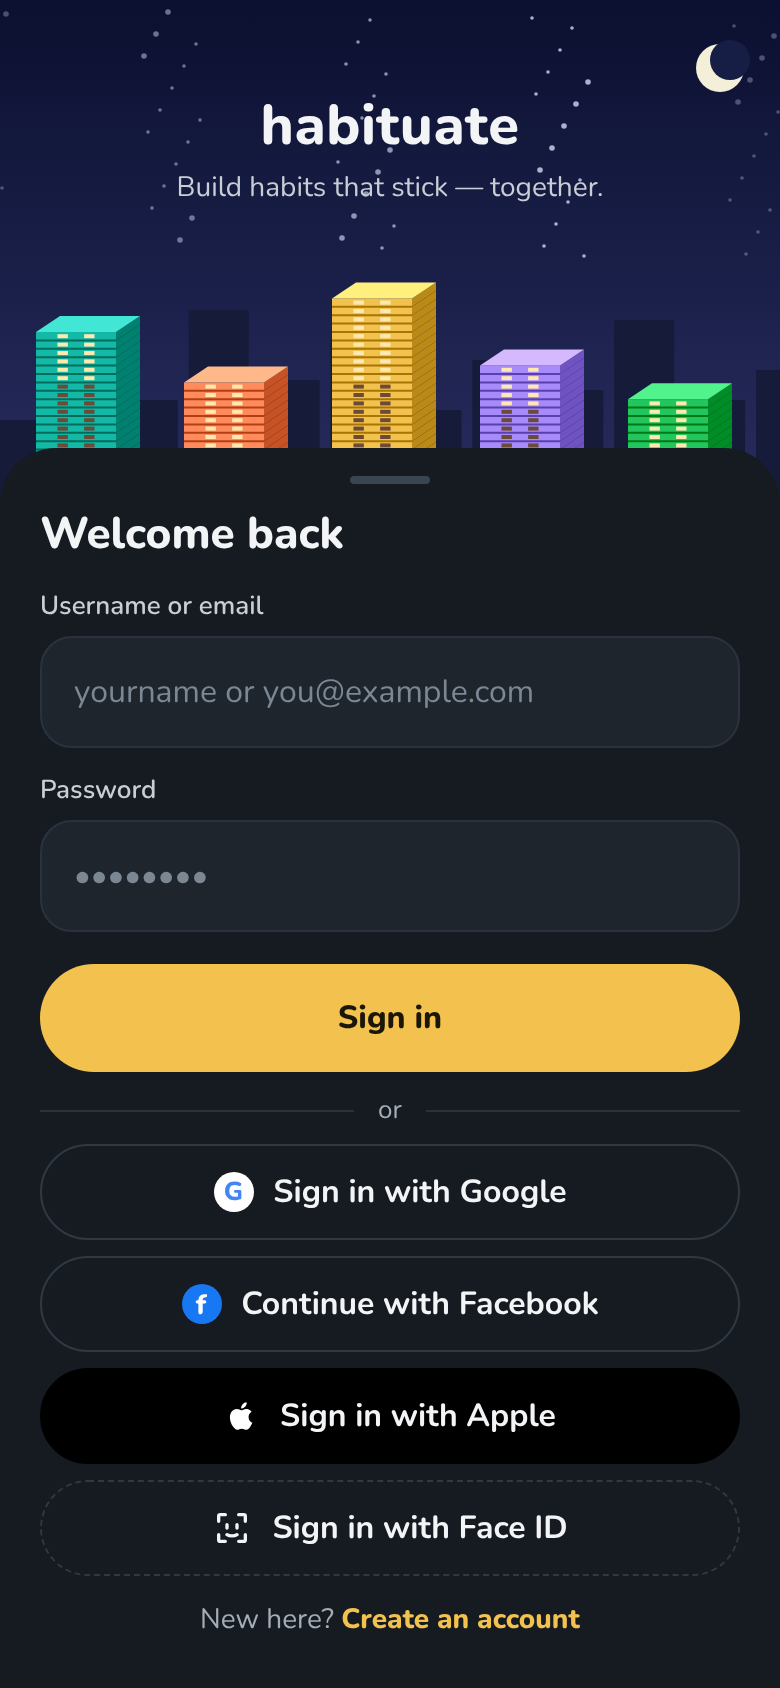 habituate
Build habits that stick — together.
Welcome back
Username or email
yourname or you@example.com
Password
••••••••
Sign in
or
G Sign in with Google
f Continue with Facebook
Sign in with Apple
Sign in with Face ID
New here? Create an account